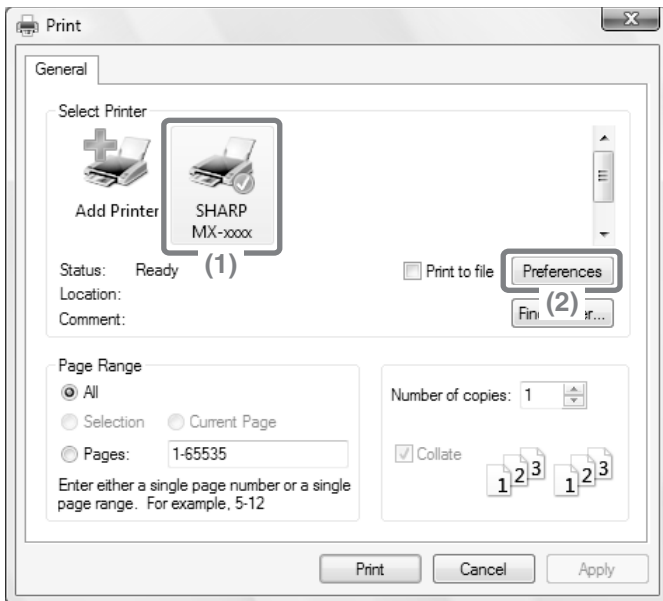 Print
General
Select Printer
Add Printer
SHARP
MX-xxxx
(1)
Status: Ready
Print to file
Preferences
Location:
(2)
Comment:
Page Range
All
Selection
Current Page
Pages:
1-65535
Enter either a single page number or a single
page range. For example, 5-12
Number of copies: 1
Collate
1 2 3 1 2 3
Print
Cancel
Apply